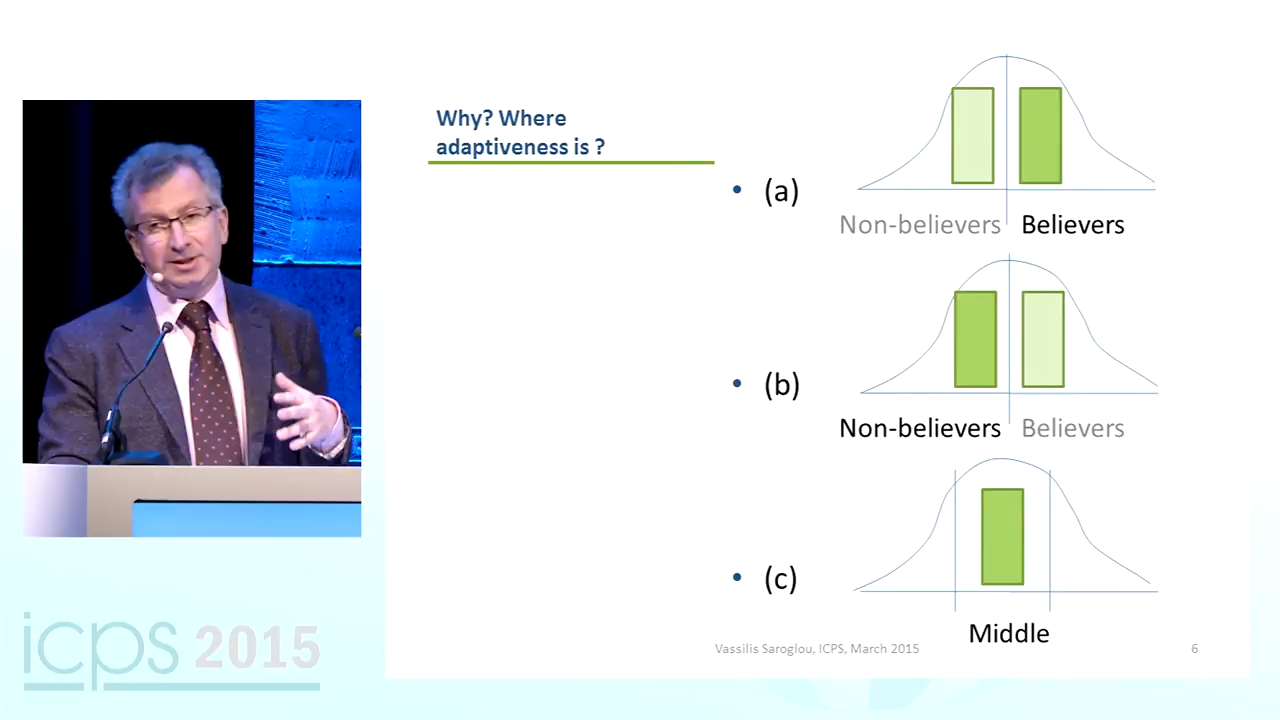 Why? Where
adaptiveness is ?
• (a)
Non-believers Believers
• (b)
Non-believers Believers
• (c)
Middle
Vassilis Saroglou, ICPS, March 2015 6
icps 2015